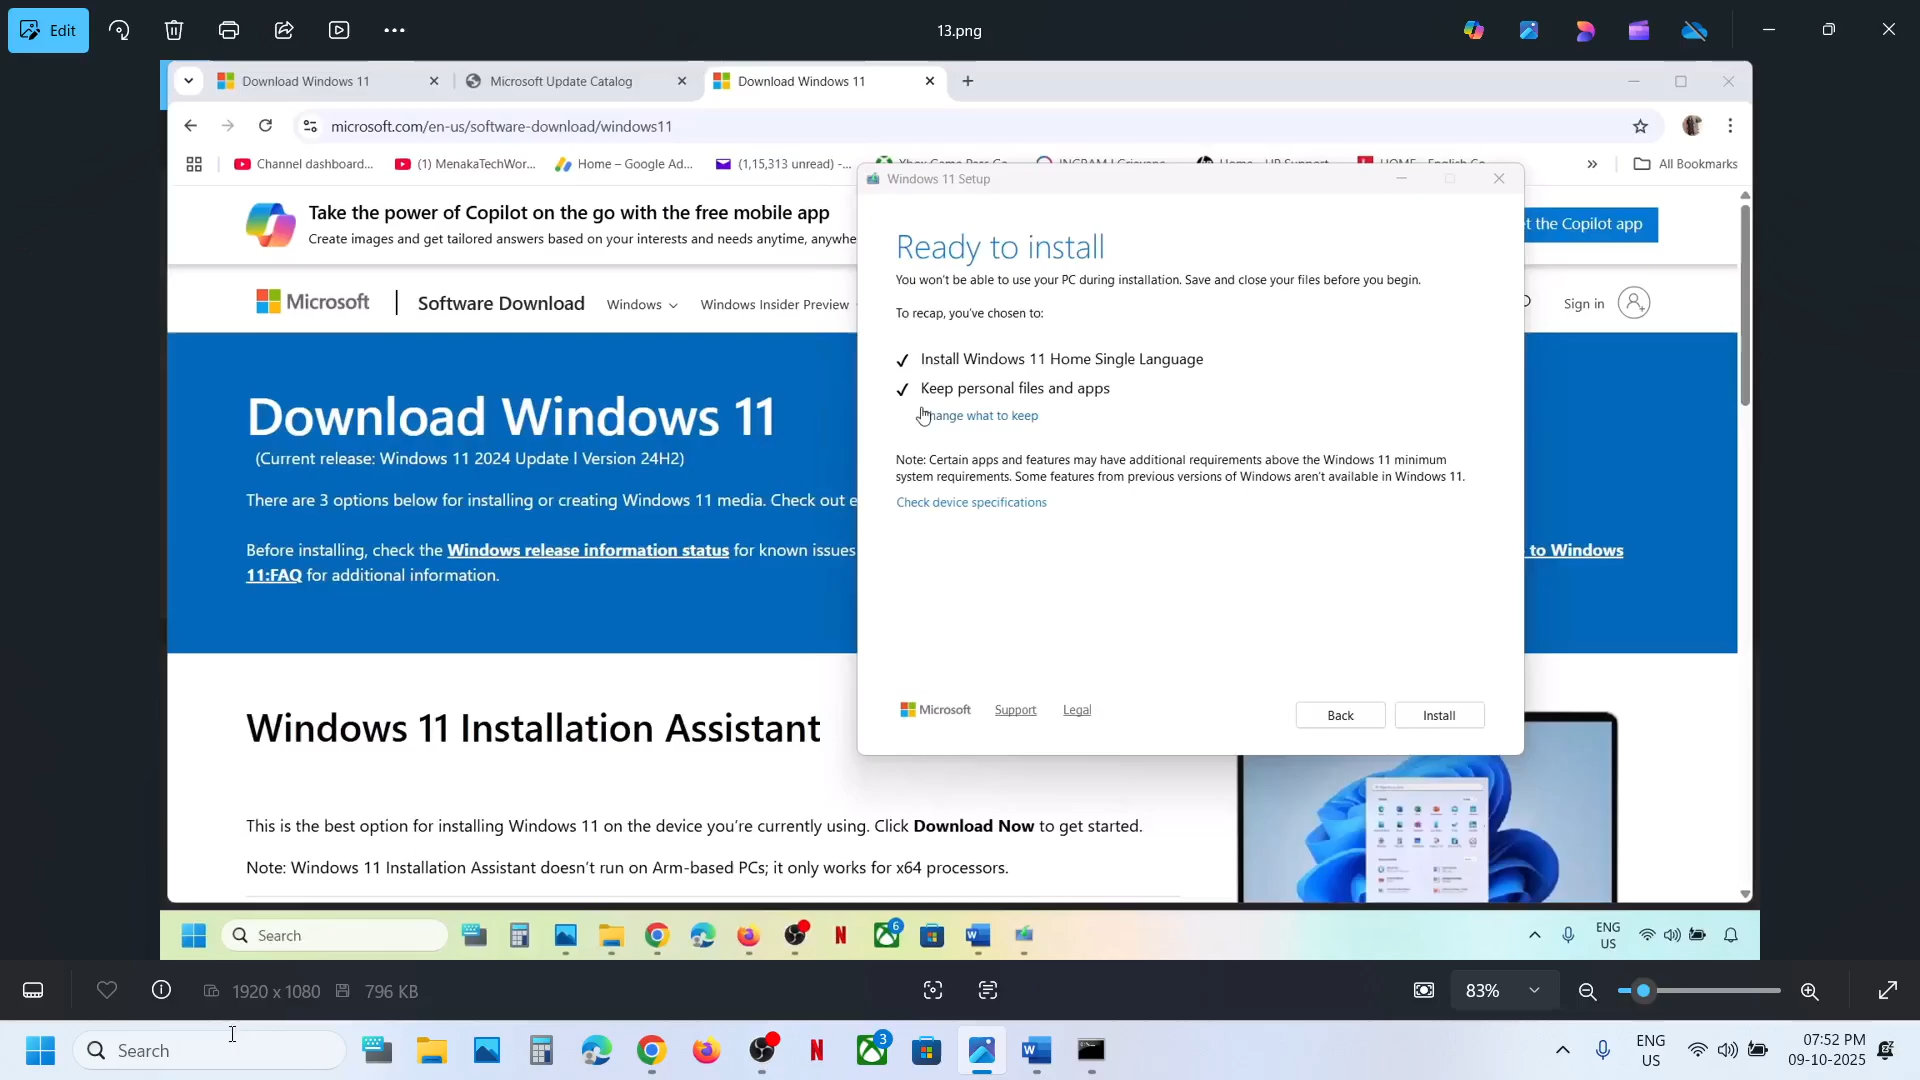 Edit
13.png
Download Windows 11
Microsoft Update Catalog
Download Windows 11
microsoft.com/en-us/software-download/windows11
Channel dashboard...
(1) MenakaTechWor...
Home – Google Ad...
(1,15,313 unread) -...
All Bookmarks
Windows 11 Setup
Take the power of Copilot on the go with the free mobile app
Create images and get tailored answers based on your interests and needs anytime, anywhe
t the Copilot app
Microsoft
Software Download
Windows
Windows Insider Preview
Sign in
Ready to install
You won't be able to use your PC during installation. Save and close your files before you begin.
To recap, you've chosen to:
Install Windows 11 Home Single Language
Keep personal files and apps
hange what to keep
Note: Certain apps and features may have additional requirements above the Windows 11 minimum
system requirements. Some features from previous versions of Windows aren't available in Windows 11.
Check device specifications
Microsoft
Support
Legal
Back
Install
Download Windows 11
(Current release: Windows 11 2024 Update l Version 24H2)
There are 3 options below for installing or creating Windows 11 media. Check out e
Before installing, check the Windows release information status for known issues
to Windows
11:FAQ for additional information.
Windows 11 Installation Assistant
This is the best option for installing Windows 11 on the device you're currently using. Click Download Now to get started.
Note: Windows 11 Installation Assistant doesn't run on Arm-based PCs; it only works for x64 processors.
Search
6
ENG
US
1920 x 1080
796 KB
83%
Search
3
ENG
US
07:52 PM
09-10-2025